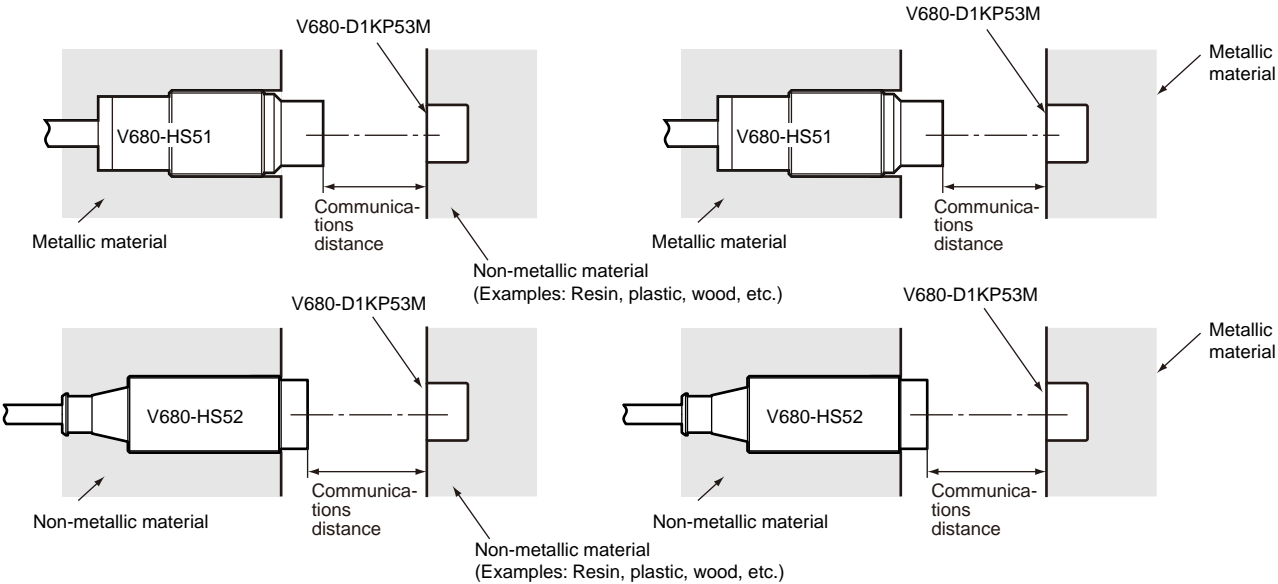 V680-D1KP53M
V680-HS51
Communica-
tions
distance
Metallic material
Non-metallic material
(Examples: Resin, plastic, wood, etc.)
V680-D1KP53M
Metallic
material
V680-HS51
Communica-
tions
distance
Metallic material
V680-D1KP53M
V680-HS52
Communica-
tions
distance
Non-metallic material
Non-metallic material
(Examples: Resin, plastic, wood, etc.)
V680-D1KP53M
Metallic
material
V680-HS52
Communica-
tions
distance
Non-metallic material